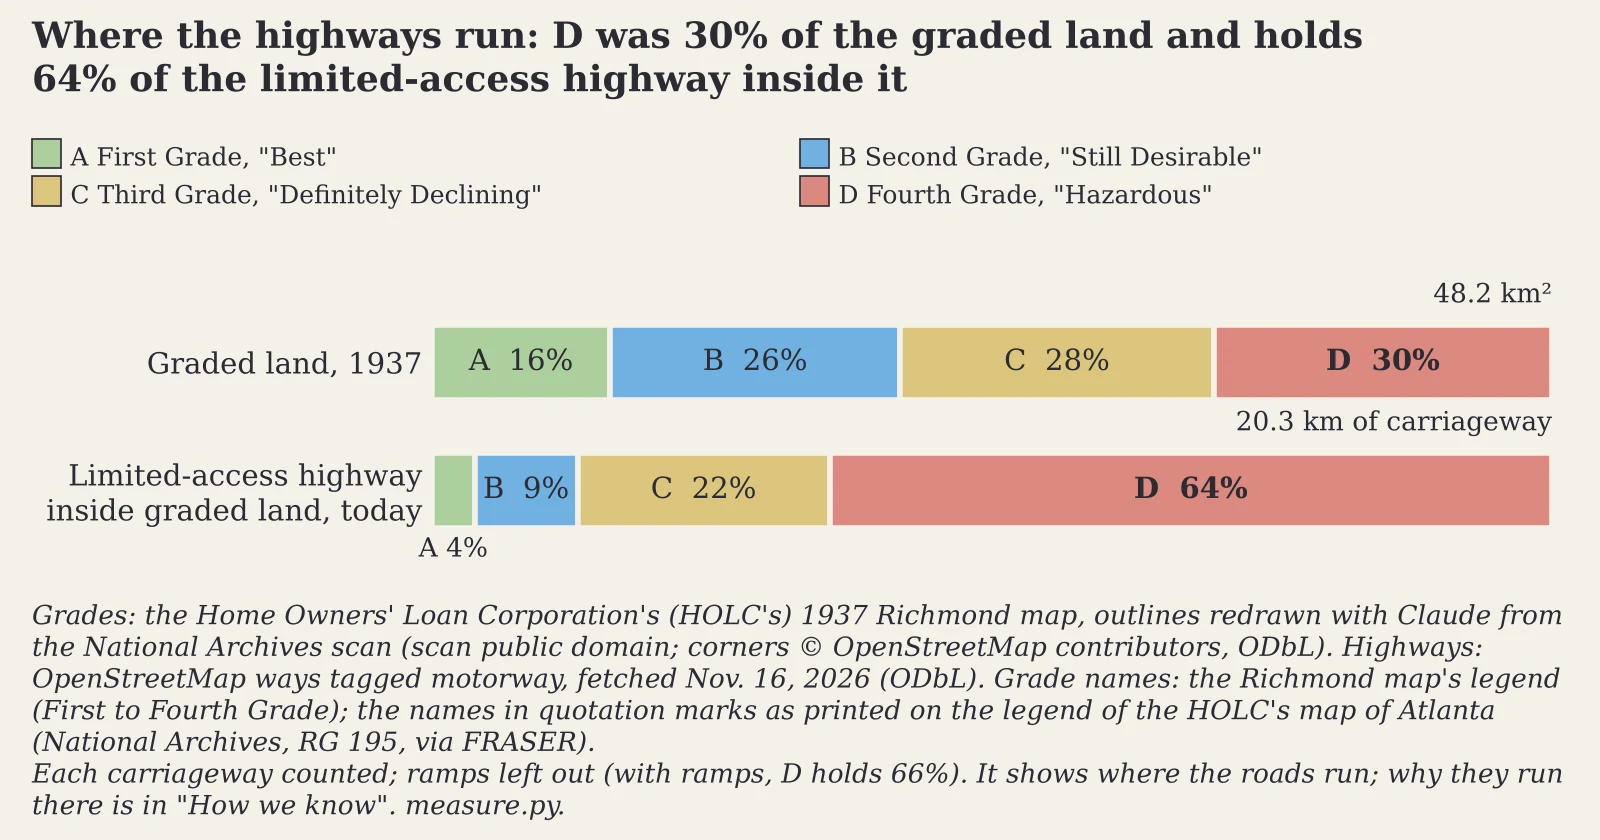 Where the highways run: D was 30% of the graded land and holds
64% of the limited-access highway inside it
A First Grade, "Best"
B Second Grade, "Still Desirable"
C Third Grade, "Definitely Declining"
D Fourth Grade, "Hazardous"
48.2 km²
Graded land, 1937
A 16%
B 26%
C 28%
D 30%
20.3 km of carriageway
Limited-access highway
inside graded land, today
B 9%
C 22%
D 64%
A 4%
Grades: the Home Owners' Loan Corporation's (HOLC's) 1937 Richmond map, outlines redrawn with Claude from
the National Archives scan (scan public domain; corners © OpenStreetMap contributors, ODbL). Highways:
OpenStreetMap ways tagged motorway, fetched Nov. 16, 2026 (ODbL). Grade names: the Richmond map's legend
(First to Fourth Grade); the names in quotation marks as printed on the legend of the HOLC's map of Atlanta
(National Archives, RG 195, via FRASER).
Each carriageway counted; ramps left out (with ramps, D holds 66%). It shows where the roads run; why they run
there is in "How we know". measure.py.